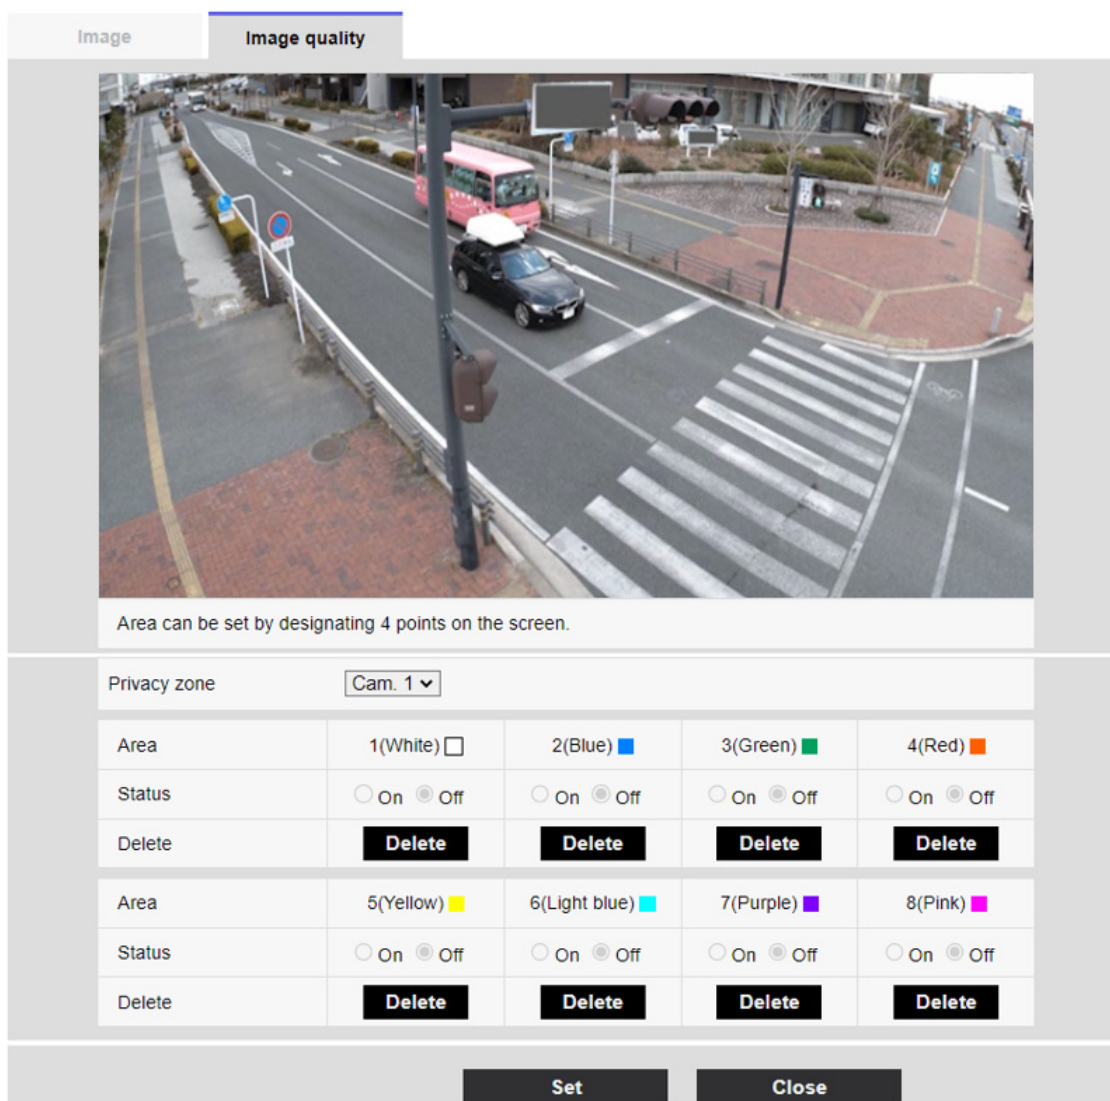 Image Image quality
Area can be set by designating 4 points on the screen.
Privacy zone Cam. 1
Area 1(White) 2(Blue) 3(Green) 4(Red)
Status On Off On Off On Off On Off
Delete Delete Delete Delete Delete
Area 5(Yellow) 6(Light blue) 7(Purple) 8(Pink)
Status On Off On Off On Off On Off
Delete Delete Delete Delete Delete
Set Close